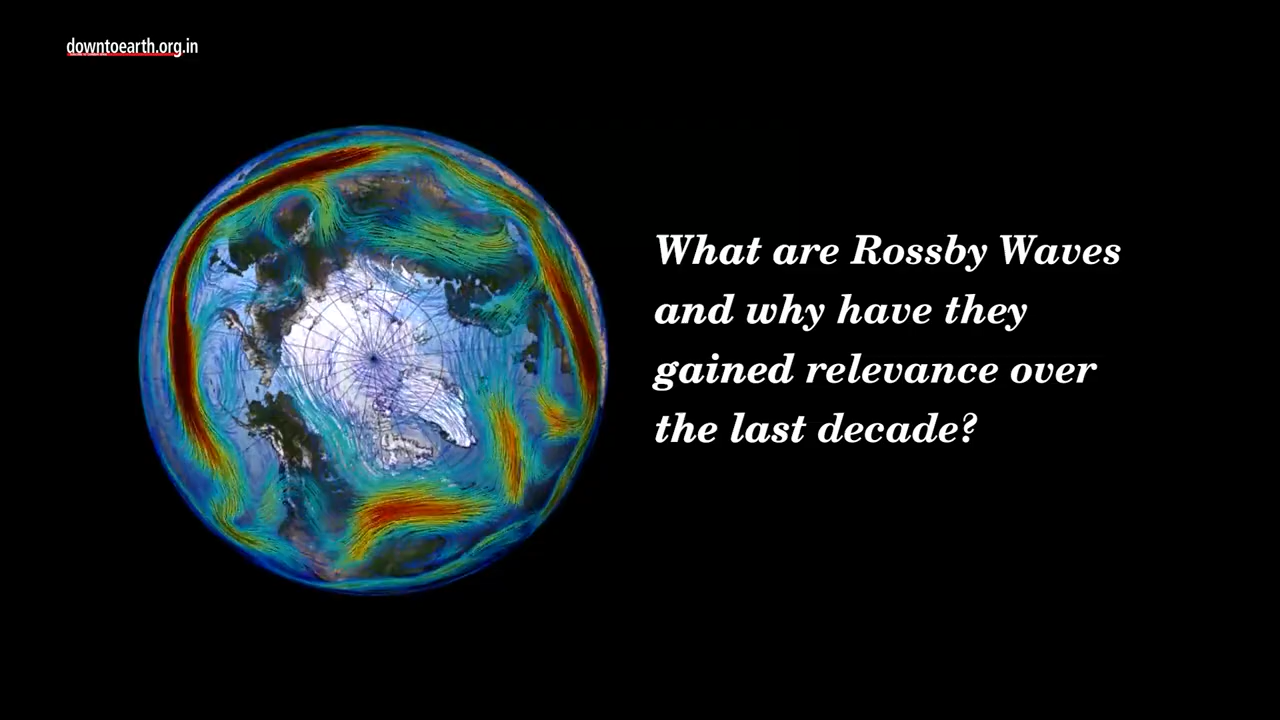 downtoearth.org.in
What are Rossby Waves
and why have they
gained relevance over
the last decade?